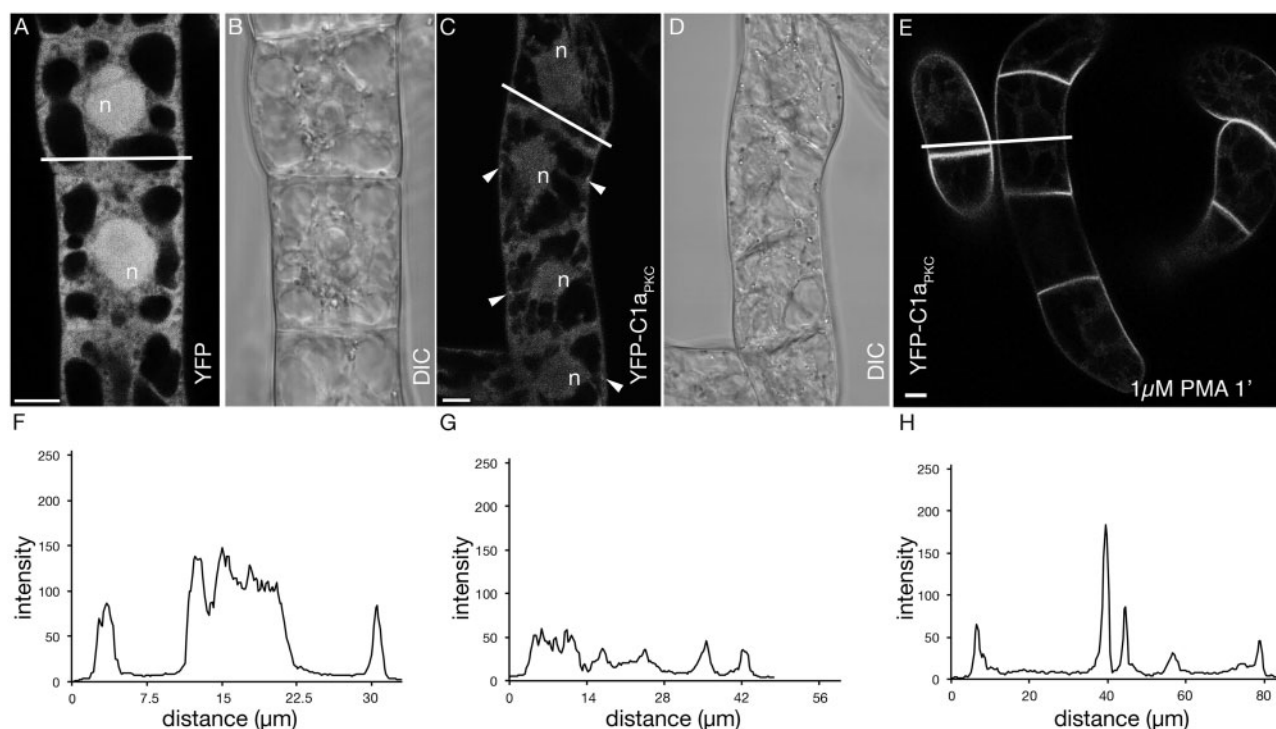 A
n
n
YFP
B
DIC
C
n
n
n
n
YFP-C1aPKC
D
DIC
E
YFP-C1aPKC
1µM PMA 1'
F
250
200
150
100
50
0
intensity
0 7.5 15 22.5 30
distance (µm)
G
250
200
150
100
50
0
intensity
0 14 28 42 56
distance (µm)
H
250
200
150
100
50
0
intensity
0 20 40 60 80
distance (µm)